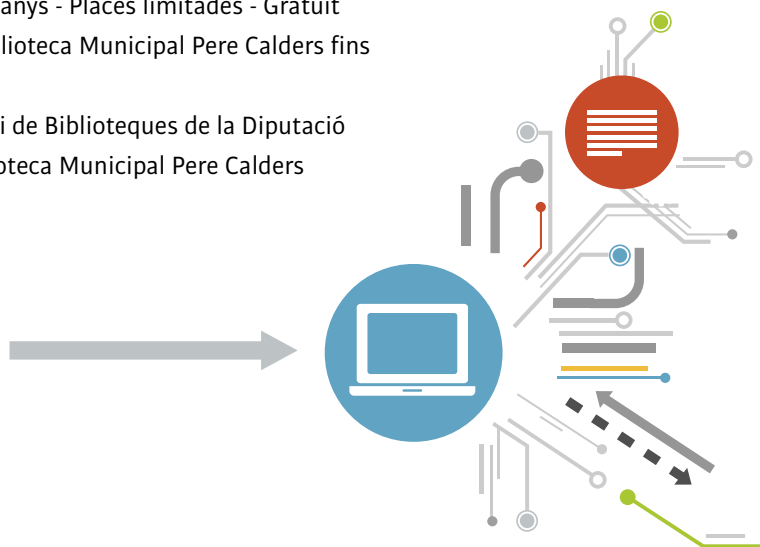 anys - Places limitades - Gratuït
blioteca Municipal Pere Calders fins
i de Biblioteques de la Diputació
oteca Municipal Pere Calders